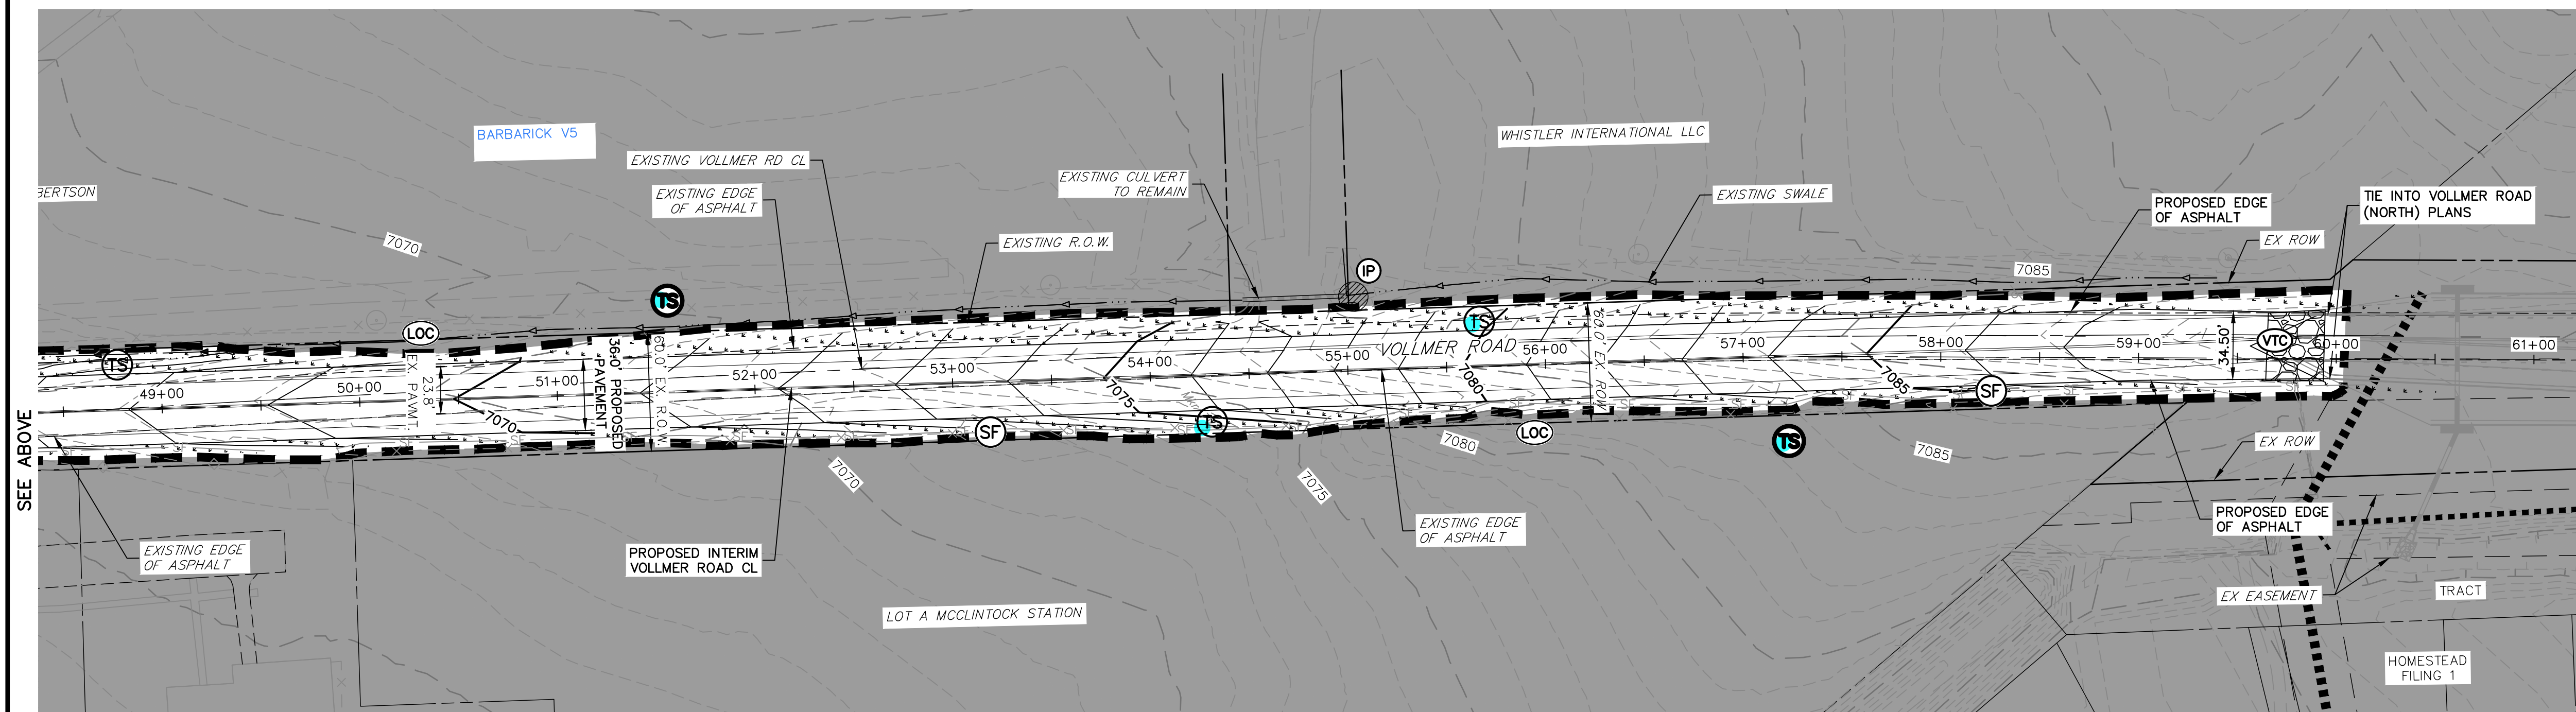 SEE ABOVE
BERTSON
BARBARICK V5
EXISTING VOLLMER RD CL
EXISTING EDGE
OF ASPHALT
EXISTING R.O.W.
EXISTING CULVERT
TO REMAIN
WHISTLER INTERNATIONAL LLC
EXISTING SWALE
PROPOSED EDGE
OF ASPHALT
TIE INTO VOLLMER ROAD
(NORTH) PLANS
EX ROW
7070
7085
IP
TS
LOC
TS
TS
VTC
49+00
50+00
51+00
52+00
53+00
54+00
55+00
VOLLMER ROAD
56+00
57+00
58+00
59+00
60+00
61+00
EX. PAVMT.
23.8'
36.0' PROPOSED
PAVEMENT
60.0' EX. R.O.W.
60.0' EX. ROW
34.50'
7070
7075
7080
7085
SF
SF
TS
LOC
TS
SF
SF
SF
SF
SF
7070
7075
7080
7085
EX ROW
EXISTING EDGE
OF ASPHALT
PROPOSED INTERIM
VOLLMER ROAD CL
EXISTING EDGE
OF ASPHALT
PROPOSED EDGE
OF ASPHALT
LOT A MCCLINTOCK STATION
EX EASEMENT
TRACT
HOMESTEAD
FILING 1